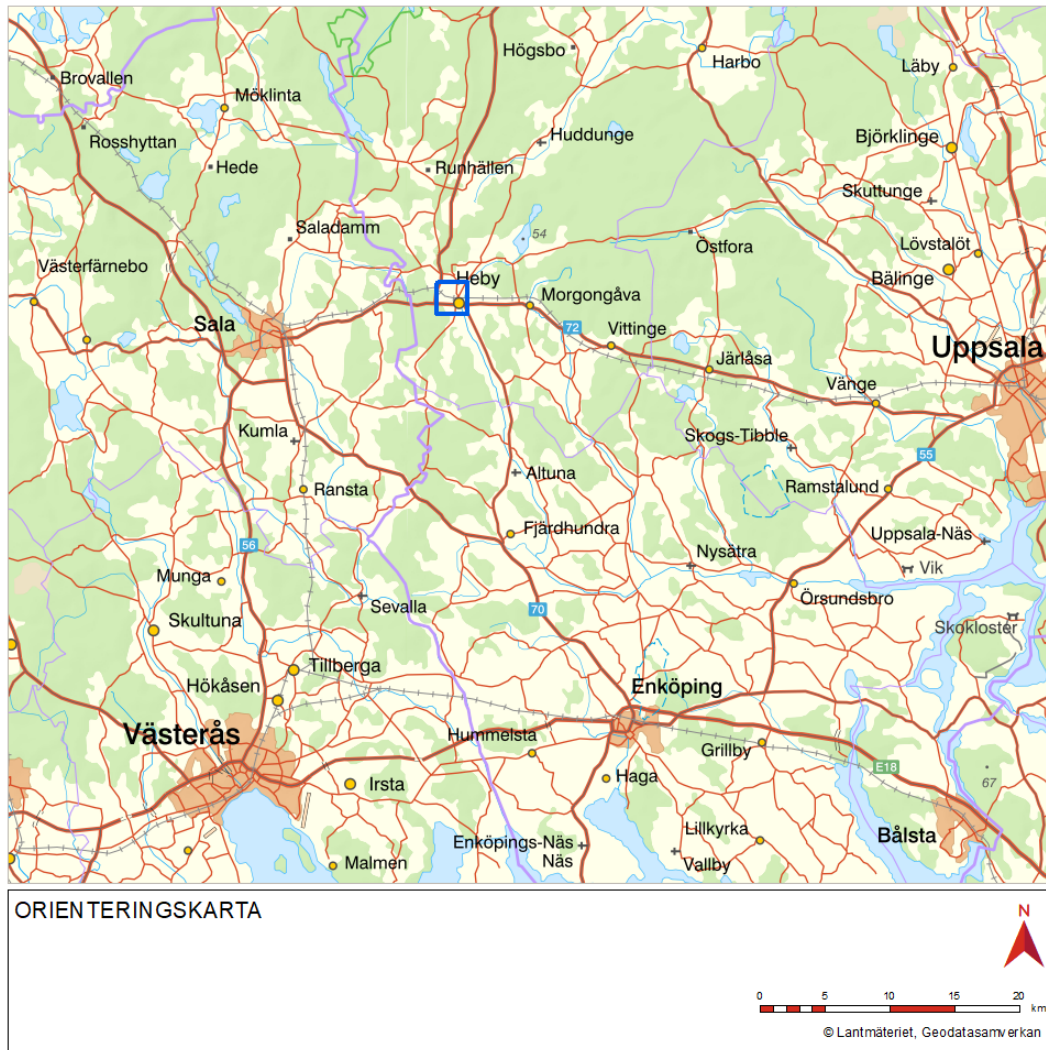 Högsbo
Harbo
Läby
Brovallen
Möklinta
Rosshyttan
Huddunge
Björklinge
Hede
Runhällen
Skuttunge
Saladamm
54
Östfora
Lövstalöt
Västerfärnebo
Heby
Bälinge
Morgongåva
Sala
72
Vittinge
Uppsala
Järlåsa
Vänge
Kumla
Skogs-Tibble
55
Altuna
Ransta
Ramstalund
Fjärdhundra
Uppsala-Näs
56
Nysätra
Vik
Munga
Örsundsbro
Sevalla
70
Skultuna
Skokloster
Tillberga
Hökåsen
Enköping
Västerås
Hummelsta
Grillby
E18
Haga
Irsta
67
Lillkyrka
Bålsta
Enköpings-Näs
Näs
Malmen
Vallby
ORIENTERINGSKARTA
N
0 5 10 15 20
km
© Lantmäteriet, Geodatasamverkan